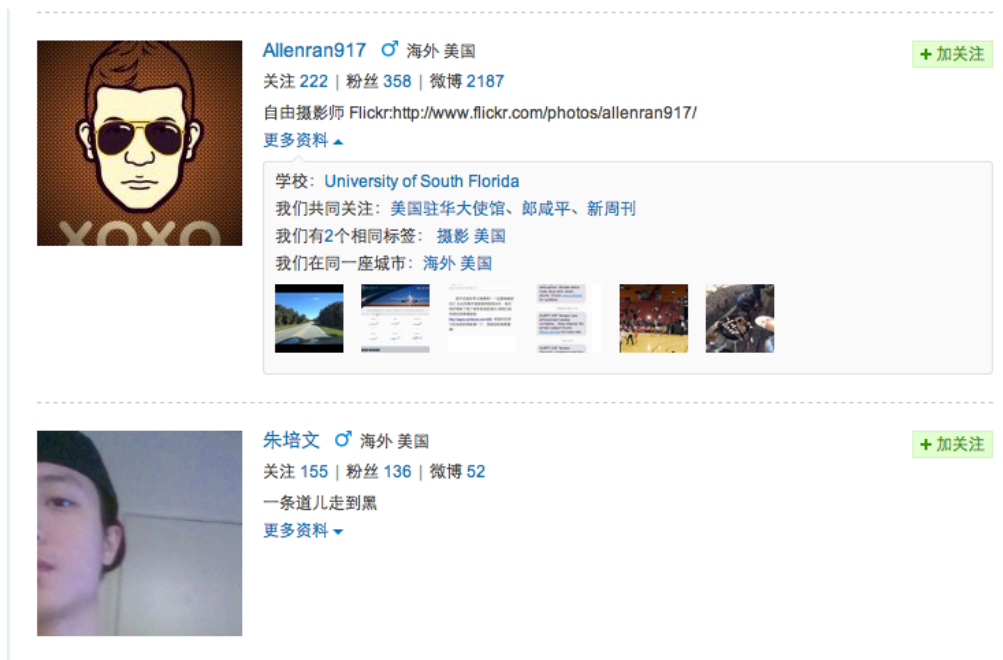 Allenran917 ♂ 海外 美国
+ 加关注
关注 222 | 粉丝 358 | 微博 2187
自由摄影师 Flickr:http://www.flickr.com/photos/allenran917/
更多资料
XOXO
学校: University of South Florida
我们共同关注: 美国驻华大使馆、郎咸平、新周刊
我们有2个相同标签: 摄影 美国
我们在同一座城市: 海外 美国
朱培文 ♂ 海外 美国
+ 加关注
关注 155 | 粉丝 136 | 微博 52
一条道儿走到黑
更多资料